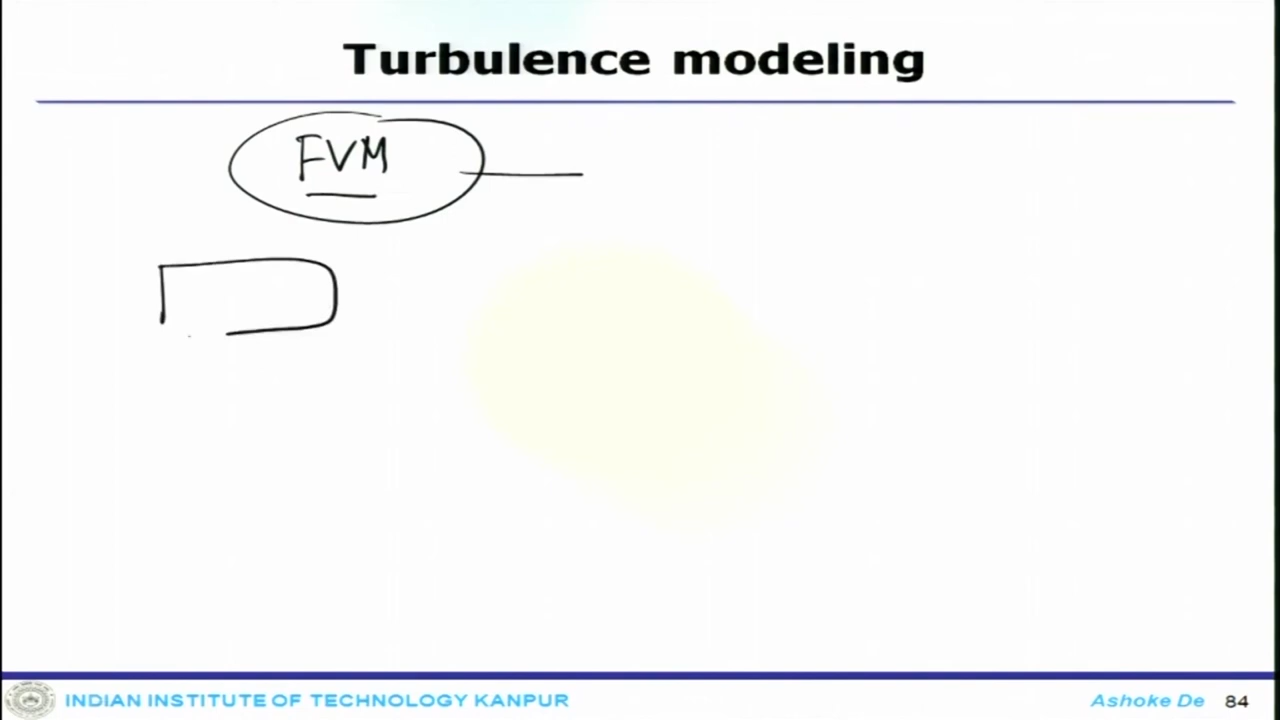 Turbulence modeling
FVM
INDIAN INSTITUTE OF TECHNOLOGY KANPUR
Ashoke De 84